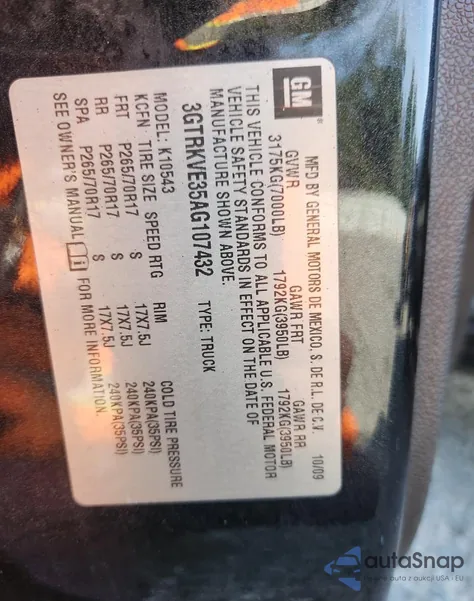 GM
MFD BY GENERAL MOTORS DE MEXICO, S. DE R.L. DE C.V. 10/09
GVWR GAWR FRT GAWR RR
3175KG(7000LB) 1792KG(3950LB) 1792KG(3950LB)
THIS VEHICLE CONFORMS TO ALL APPLICABLE U.S. FEDERAL MOTOR
VEHICLE SAFETY STANDARDS IN EFFECT ON THE DATE OF
MANUFACTURE SHOWN ABOVE.
3GTRKVE35AG107432 TYPE: TRUCK
MODEL: K10543
KCFN TIRE SIZE SPEED RTG RIM COLD TIRE PRESSURE
FRT P265/70R17 S 17X7.5J 240KPA(35PSI)
RR P265/70R17 S 17X7.5J 240KPA(35PSI)
SPA P265/70R17 S 17X7.5J 240KPA(35PSI)
SEE OWNER'S MANUAL FOR MORE INFORMATION.
autoSnap
z aukcji USA - EU